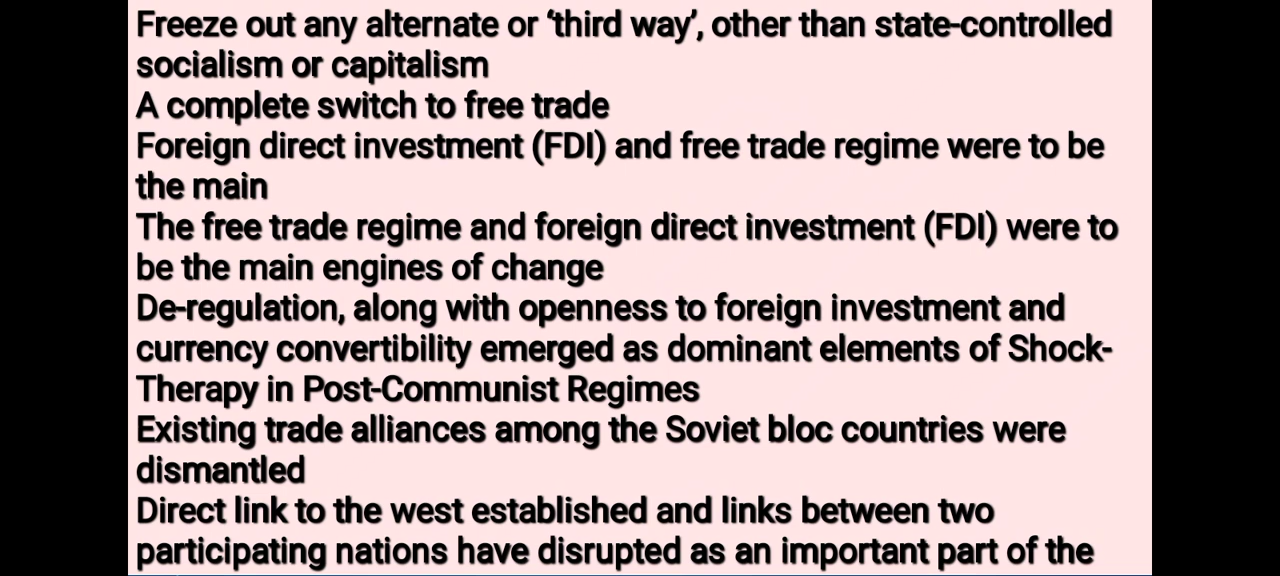 Freeze out any alternate or ‘third way’, other than state-controlled
socialism or capitalism
A complete switch to free trade
Foreign direct investment (FDI) and free trade regime were to be
the main
The free trade regime and foreign direct investment (FDI) were to
be the main engines of change
De-regulation, along with openness to foreign investment and
currency convertibility emerged as dominant elements of Shock-
Therapy in Post-Communist Regimes
Existing trade alliances among the Soviet bloc countries were
dismantled
Direct link to the west established and links between two
participating nations have disrupted as an important part of the